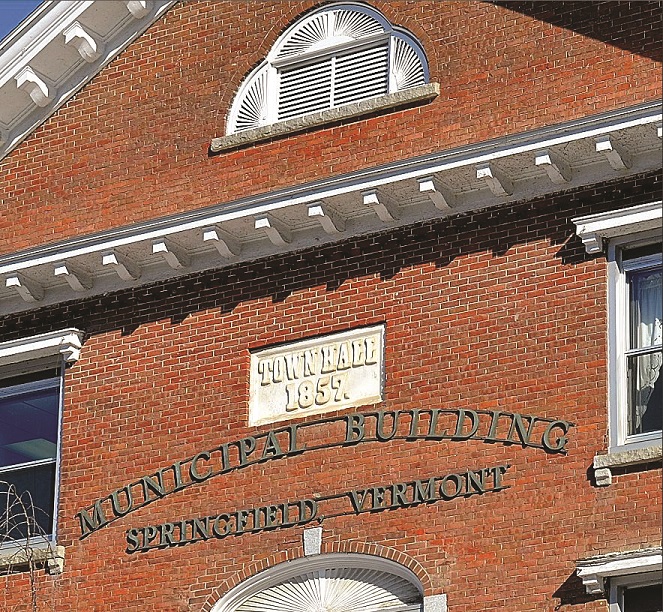 TOWN HALL
1857.
MUNICIPAL BUILDING
SPRINGFIELD VERMONT